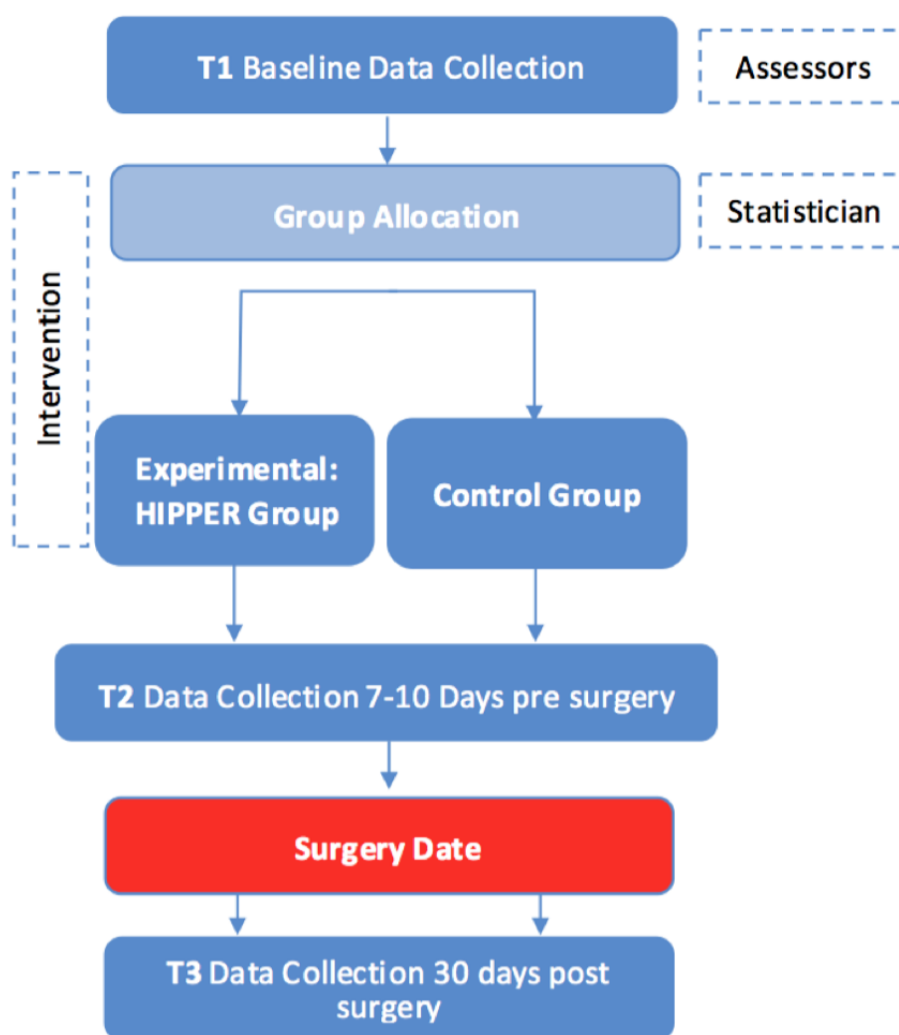 T1 Baseline Data Collection
Assessors
Group Allocation
Statistician
Intervention
Experimental:
HIPPER Group
Control Group
T2 Data Collection 7-10 Days pre surgery
Surgery Date
T3 Data Collection 30 days post
surgery